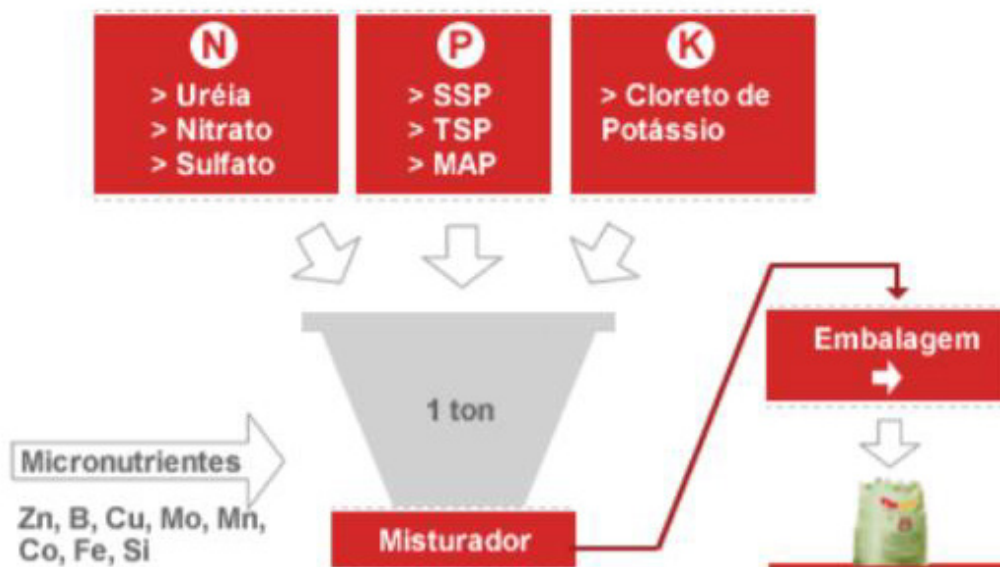 N
> Uréia
> Nitrato
> Sulfato
P
> SSP
> TSP
> MAP
K
> Cloreto de
Potássio
1 ton
Embalagem
Micronutrientes
Zn, B, Cu, Mo, Mn,
Co, Fe, Si
Misturador